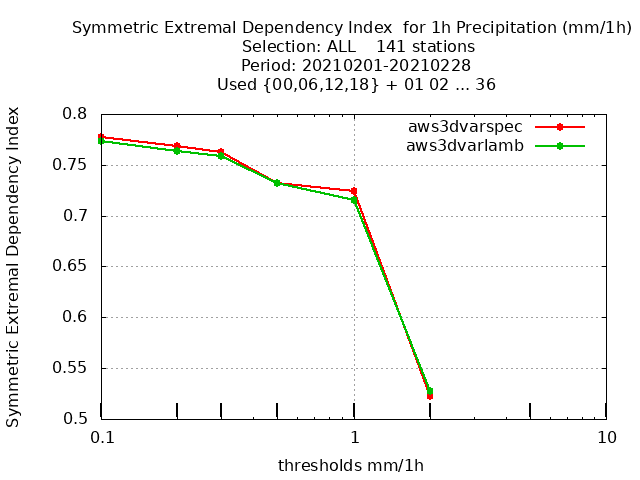 Symmetric Extremal Dependency Index for 1h Precipitation (mm/1h)
Selection: ALL 141 stations
Period: 20210201-20210228
Used {00,06,12,18} + 01 02 ... 36
Symmetric Extremal Dependency Index
0.8
0.75
0.7
0.65
0.6
0.55
0.5
aws3dvarspec
aws3dvarlamb
0.1 1 10
thresholds mm/1h